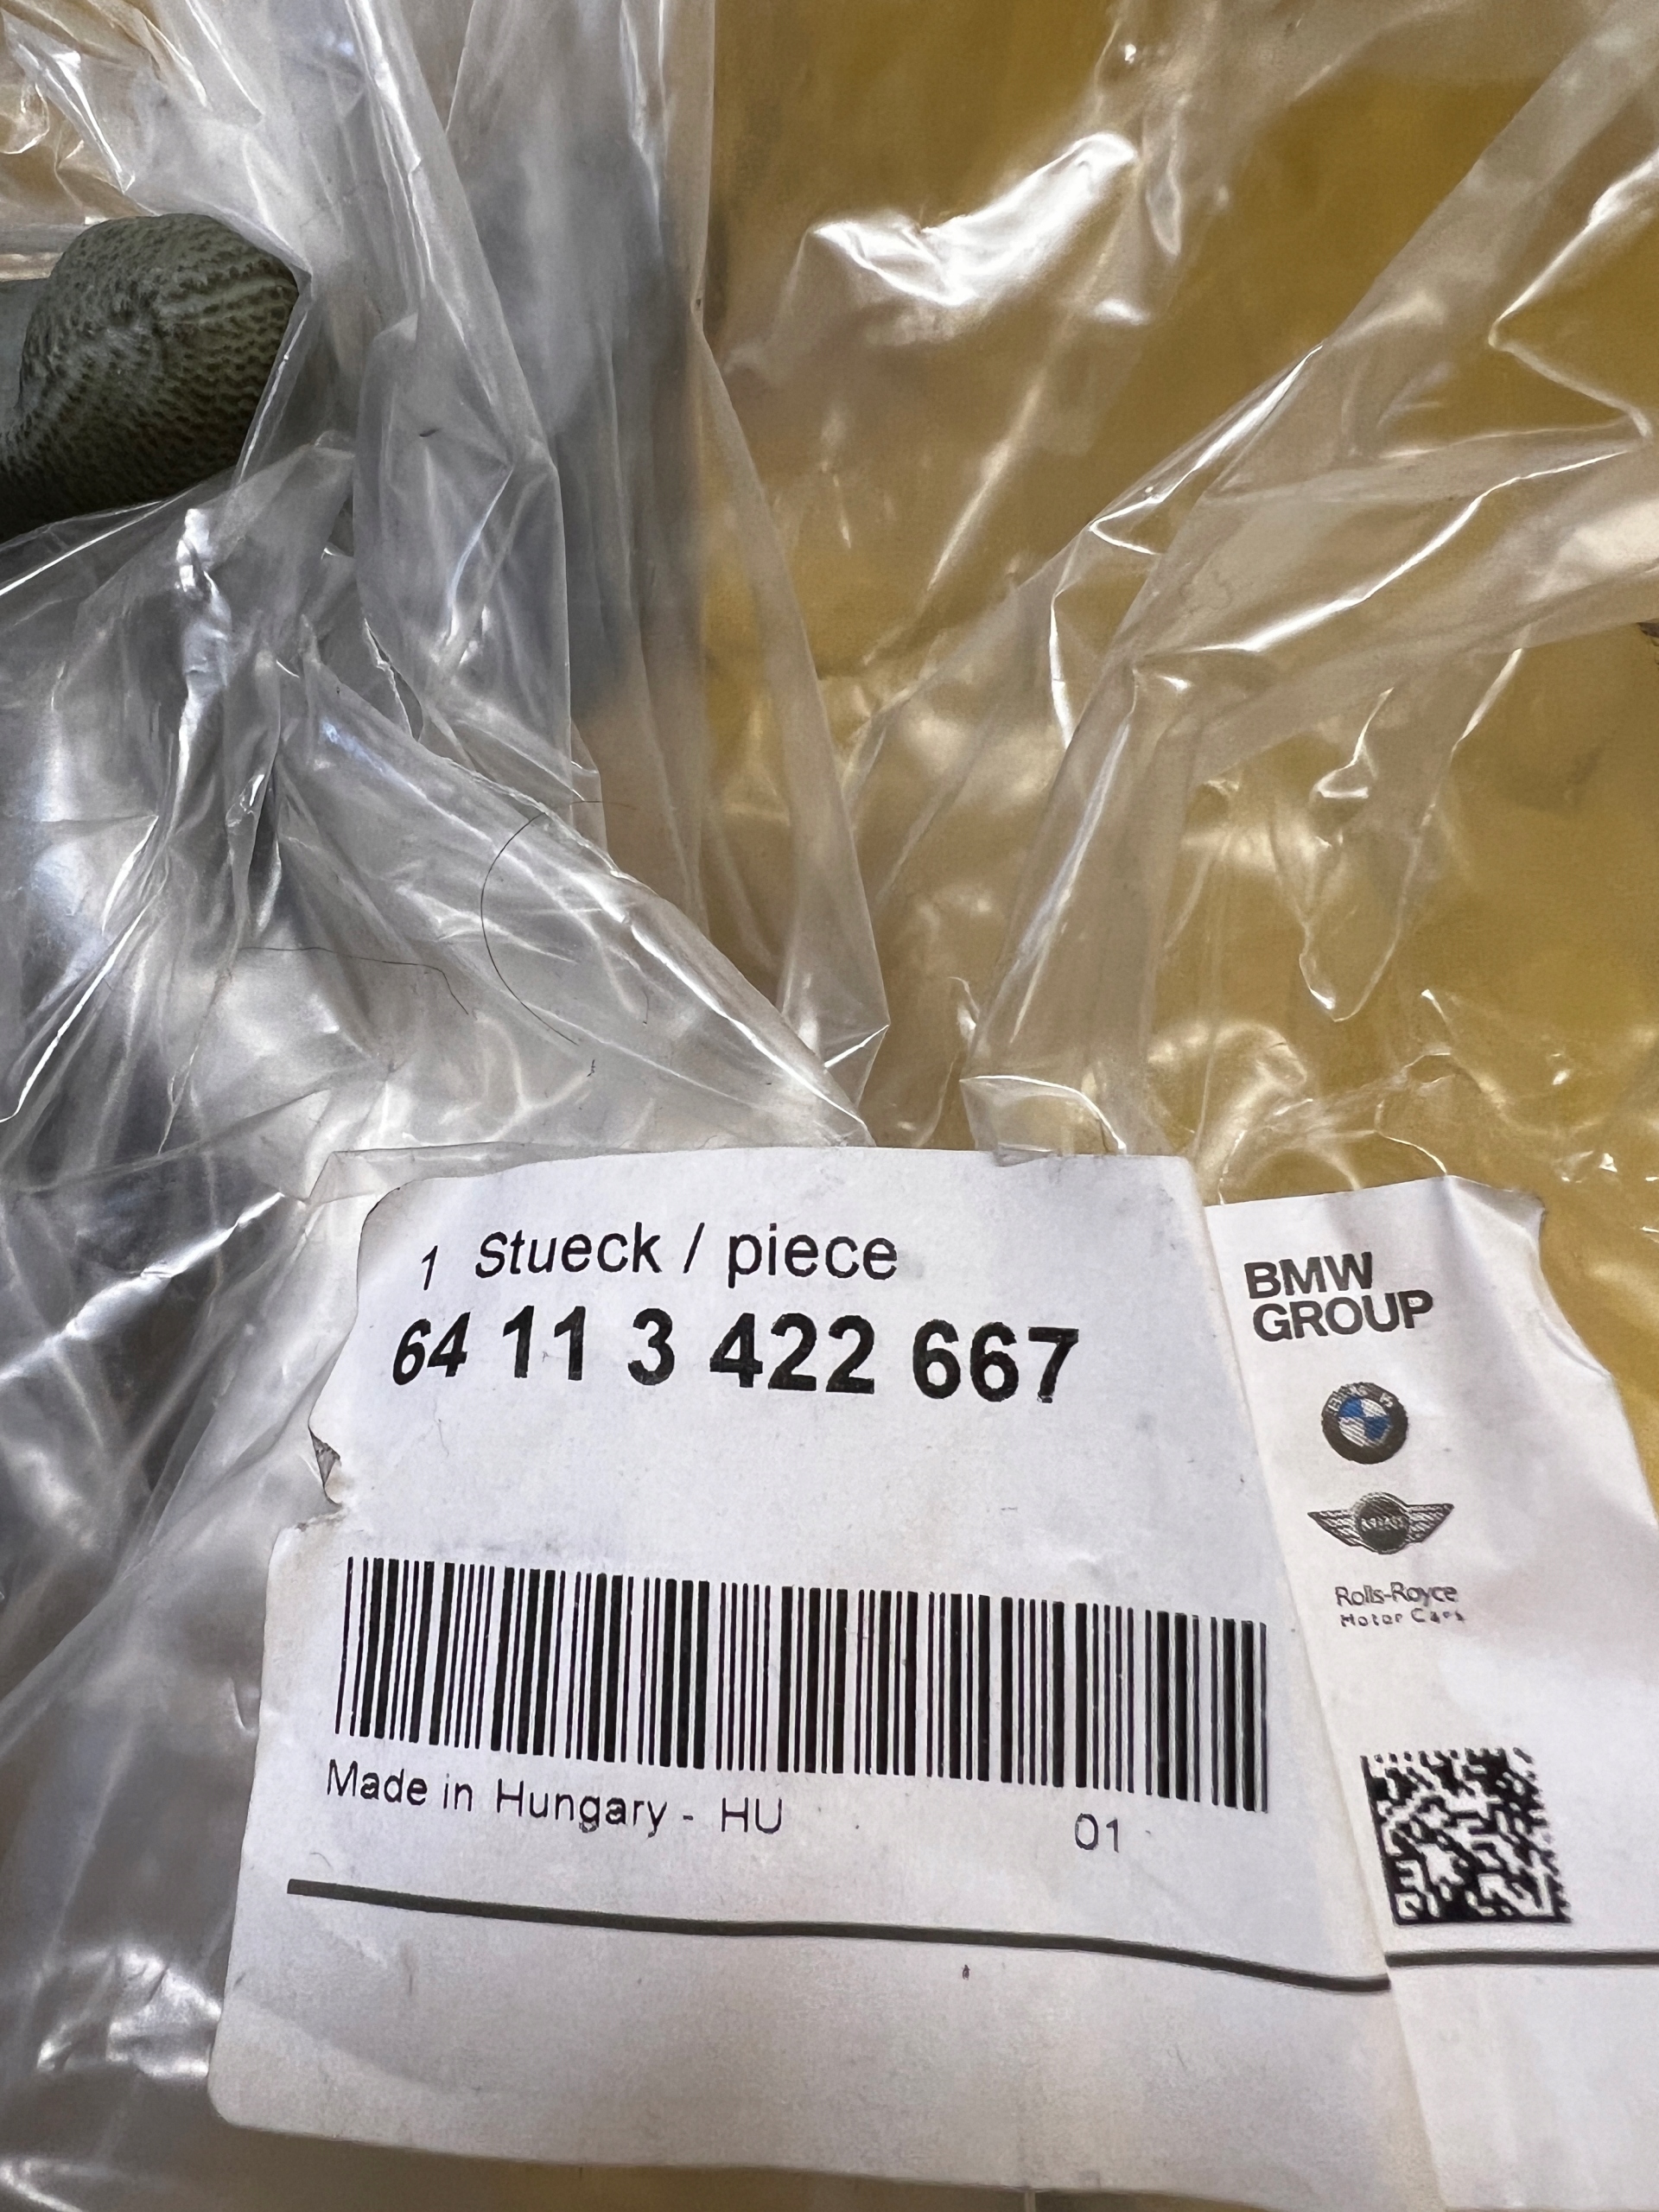 1 Stueck / piece
64 11 3 422 667
Made in Hungary - HU 01
BMW
GROUP
Rolls-Royce
Motor Cars